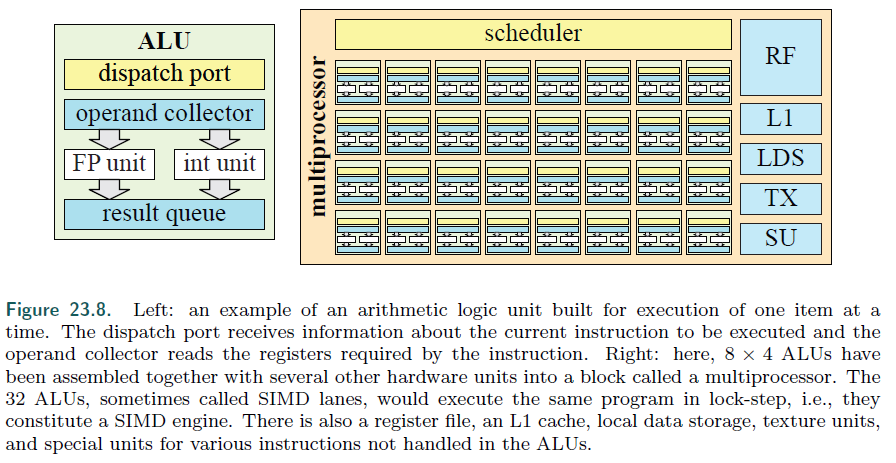 ALU
dispatch port
operand collector
FP unit
int unit
result queue
multiprocessor
scheduler
RF
L1
LDS
TX
SU
Figure 23.8. Left: an example of an arithmetic logic unit built for execution of one item at a
time. The dispatch port receives information about the current instruction to be executed and the
operand collector reads the registers required by the instruction. Right: here, 8 × 4 ALUs have
been assembled together with several other hardware units into a block called a multiprocessor. The
32 ALUs, sometimes called SIMD lanes, would execute the same program in lock-step, i.e., they
constitute a SIMD engine. There is also a register file, an L1 cache, local data storage, texture units,
and special units for various instructions not handled in the ALUs.